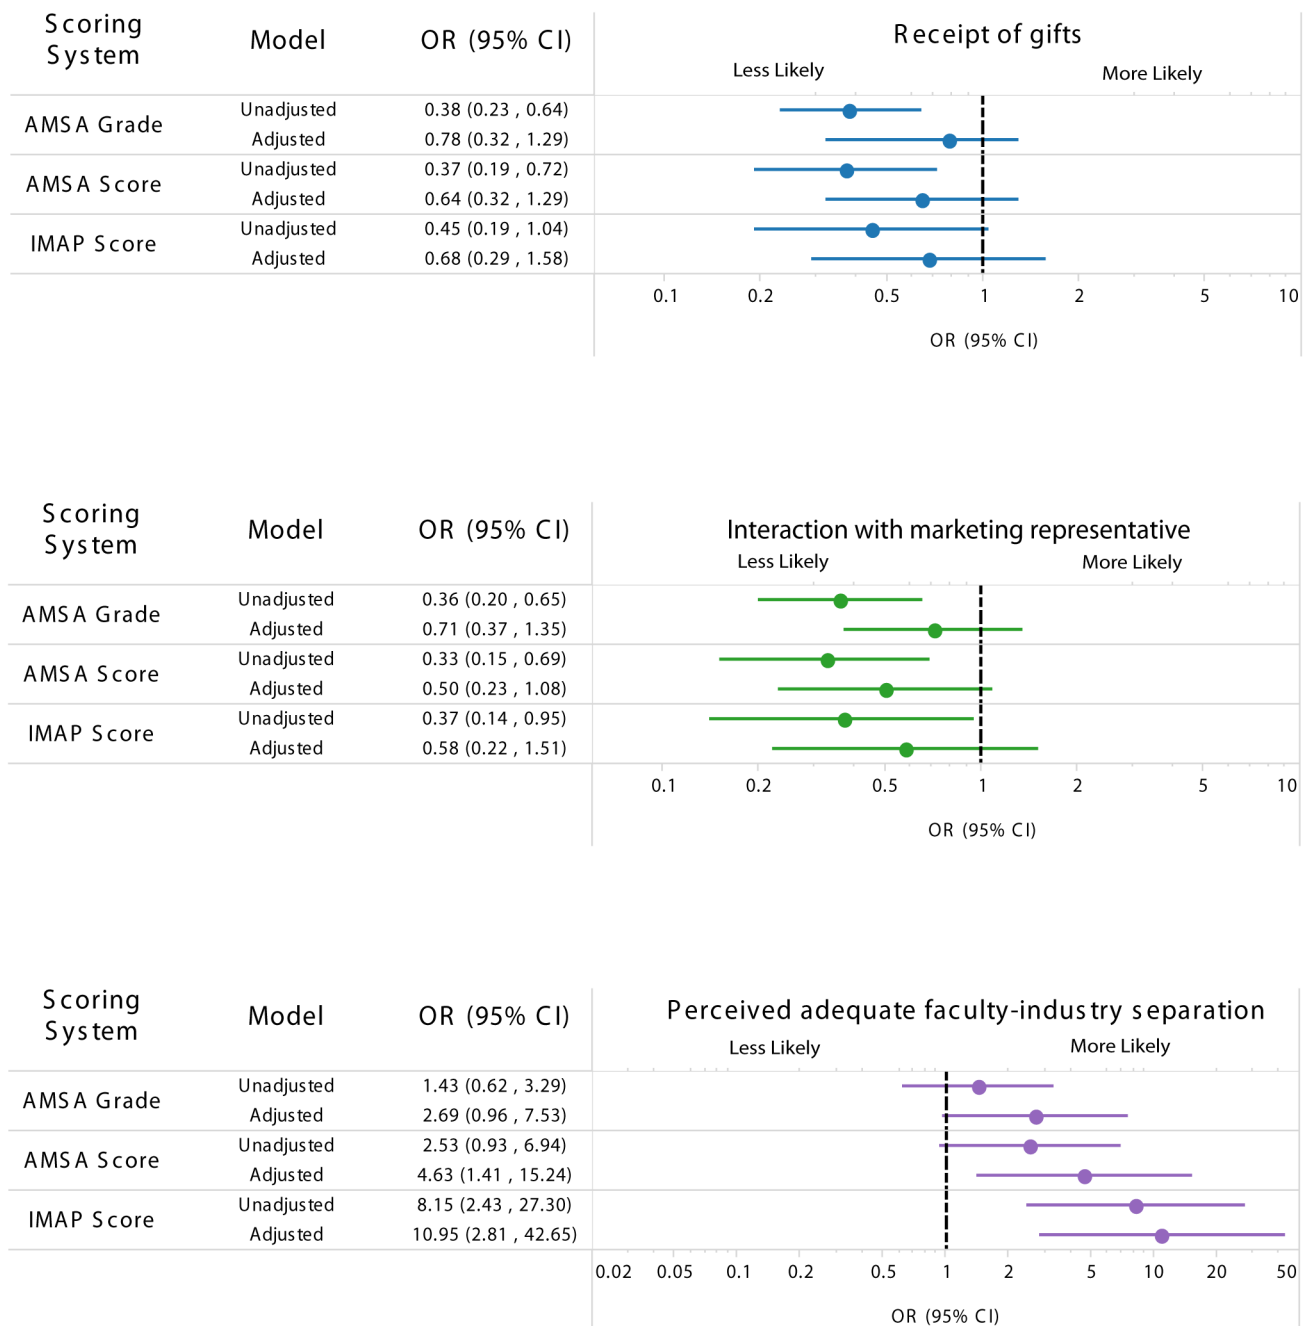 Scoring System
Model
OR (95% CI)
Receipt of gifts
Less Likely
More Likely
AMSA Grade
Unadjusted
0.38 (0.23 , 0.64)
Adjusted
0.78 (0.32 , 1.29)
AMSA Score
Unadjusted
0.37 (0.19 , 0.72)
Adjusted
0.64 (0.32 , 1.29)
IMAP Score
Unadjusted
0.45 (0.19 , 1.04)
Adjusted
0.68 (0.29 , 1.58)
0.1 0.2 0.5 1 2 5 10
OR (95% CI)
Scoring System
Model
OR (95% CI)
Interaction with marketing representative
Less Likely
More Likely
AMSA Grade
Unadjusted
0.36 (0.20 , 0.65)
Adjusted
0.71 (0.37 , 1.35)
AMSA Score
Unadjusted
0.33 (0.15 , 0.69)
Adjusted
0.50 (0.23 , 1.08)
IMAP Score
Unadjusted
0.37 (0.14 , 0.95)
Adjusted
0.58 (0.22 , 1.51)
0.1 0.2 0.5 1 2 5 10
OR (95% CI)
Scoring System
Model
OR (95% CI)
Perceived adequate faculty-industry separation
Less Likely
More Likely
AMSA Grade
Unadjusted
1.43 (0.62 , 3.29)
Adjusted
2.69 (0.96 , 7.53)
AMSA Score
Unadjusted
2.53 (0.93 , 6.94)
Adjusted
4.63 (1.41 , 15.24)
IMAP Score
Unadjusted
8.15 (2.43 , 27.30)
Adjusted
10.95 (2.81 , 42.65)
0.02 0.05 0.1 0.2 0.5 1 2 5 10 20 50
OR (95% CI)